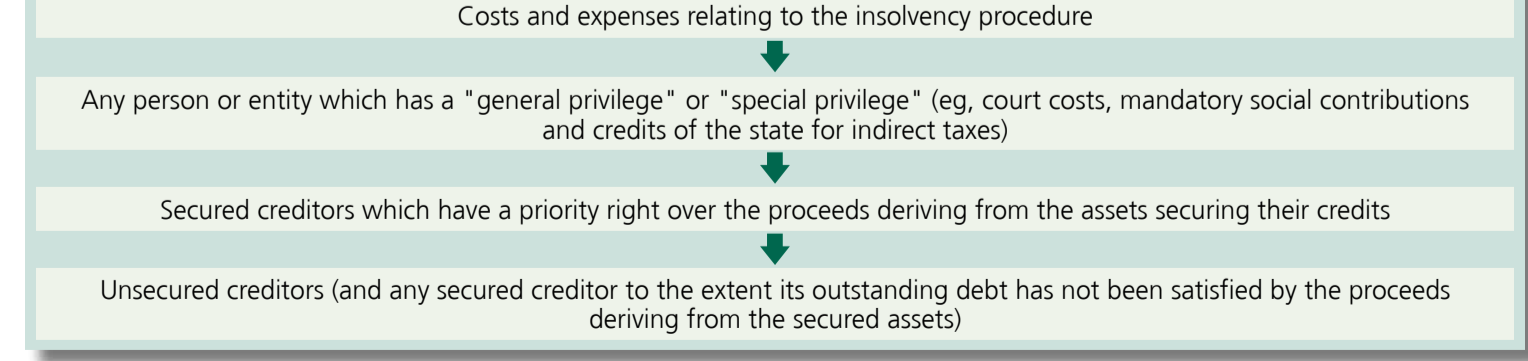 Costs and expenses relating to the insolvency procedure
Any person or entity which has a "general privilege" or "special privilege" (eg, court costs, mandatory social contributions
and credits of the state for indirect taxes)
Secured creditors which have a priority right over the proceeds deriving from the assets securing their credits
Unsecured creditors (and any secured creditor to the extent its outstanding debt has not been satisfied by the proceeds
deriving from the secured assets)